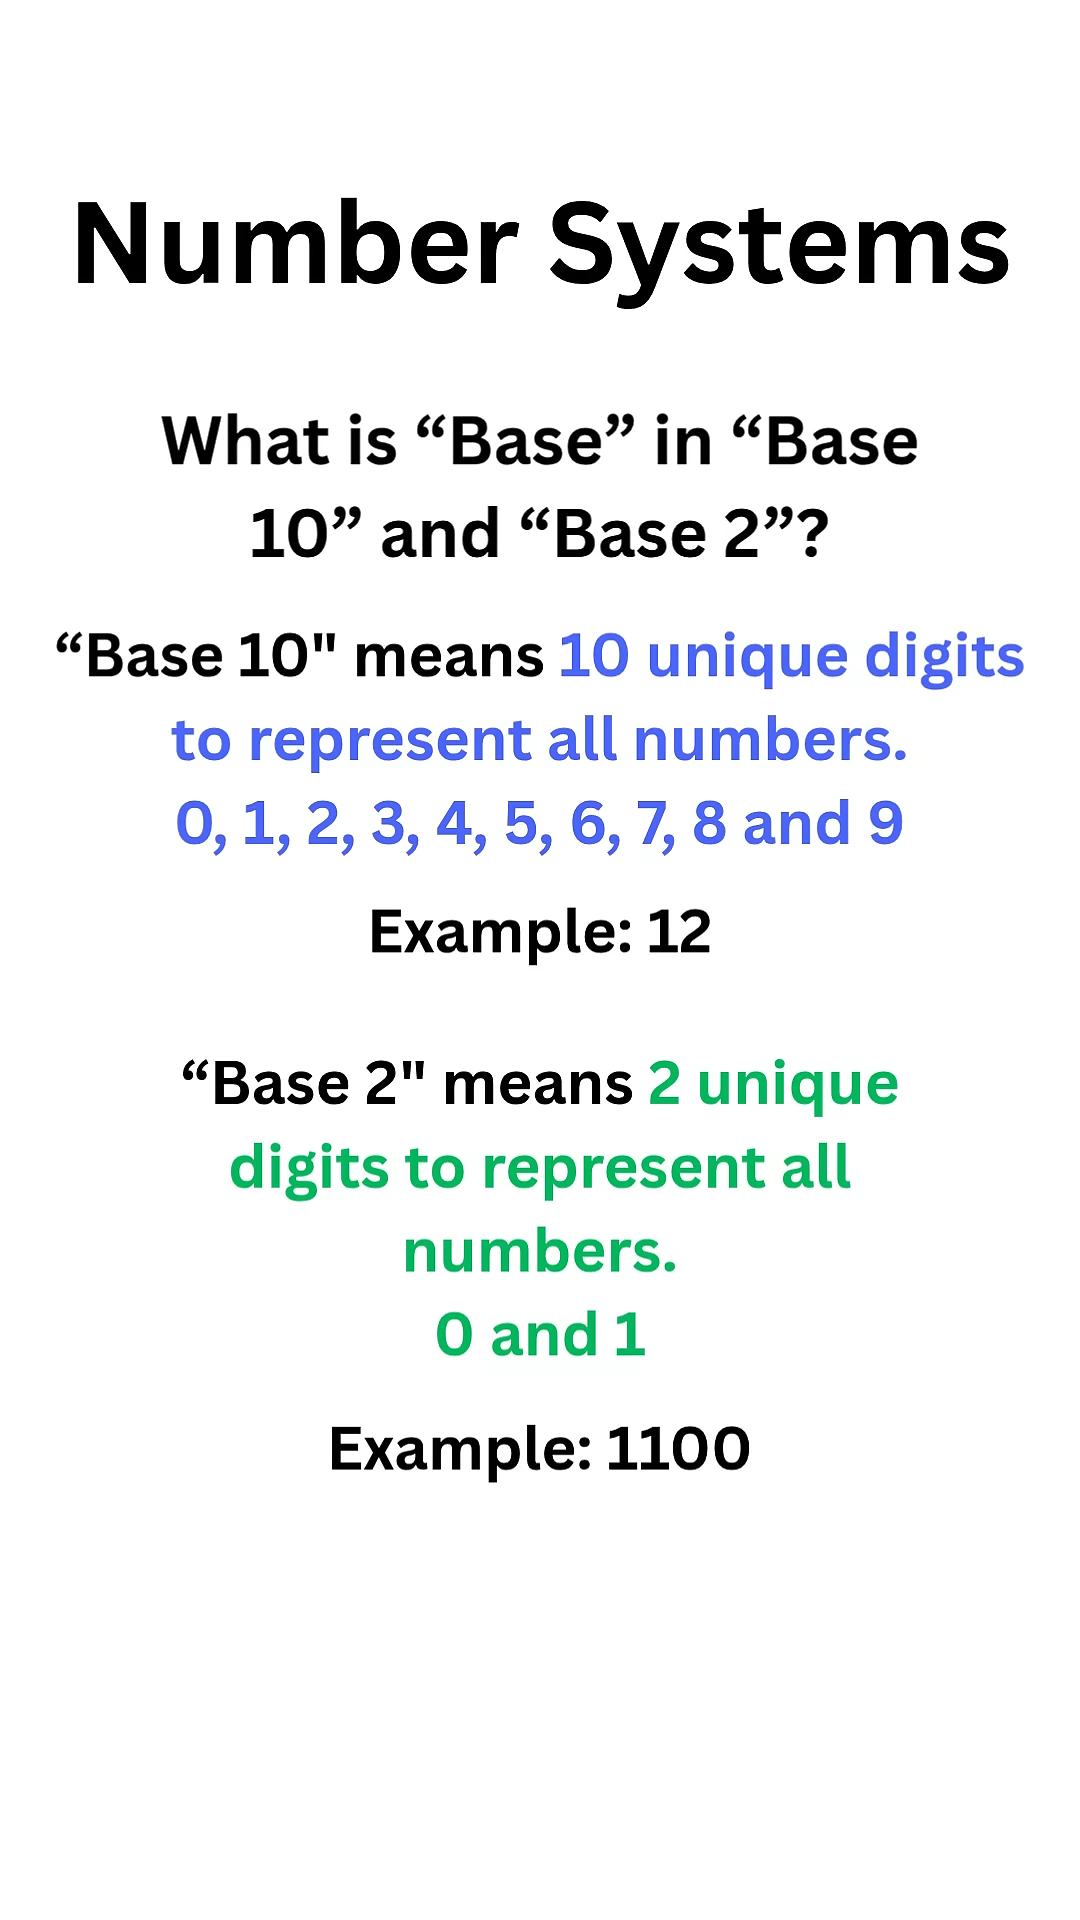 Number Systems
What is “Base” in “Base
10” and “Base 2”?
“Base 10" means 10 unique digits
to represent all numbers.
0, 1, 2, 3, 4, 5, 6, 7, 8 and 9
Example: 12
“Base 2" means 2 unique
digits to represent all
numbers.
0 and 1
Example: 1100